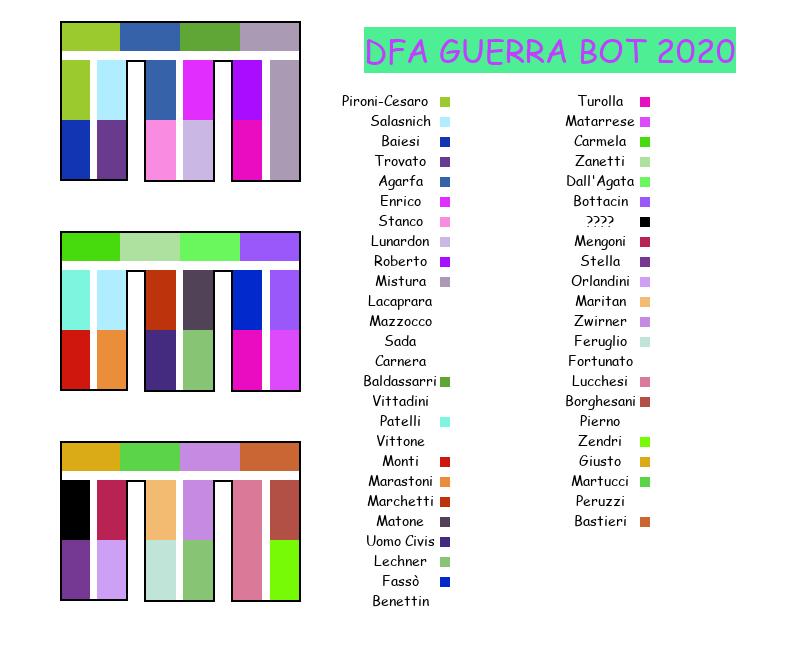 DFA GUERRA BOT 2020
Pironi-Cesaro
Salasnich
Baiesi
Trovato
Agarfa
Enrico
Stanco
Lunardon
Roberto
Mistura
Lacaprara
Mazzocco
Sada
Carnera
Baldassarri
Vittadini
Patelli
Vittone
Monti
Marastoni
Marchetti
Matone
Uomo Civis
Lechner
Fassò
Benettin
Turolla
Matarrese
Carmela
Zanetti
Dall'Agata
Bottacin
????
Mengoni
Stella
Orlandini
Maritan
Zwirner
Feruglio
Fortunato
Lucchesi
Borghesani
Pierno
Zendri
Giusto
Martucci
Peruzzi
Bastieri